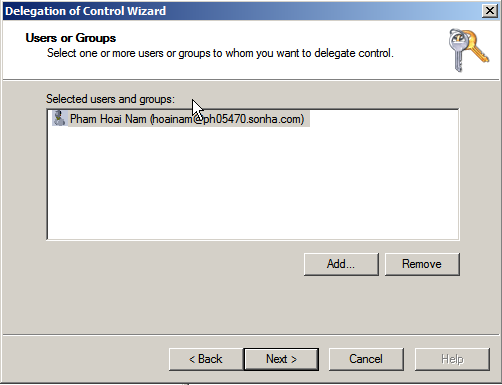 Delegation of Control Wizard
Users or Groups
Select one or more users or groups to whom you want to delegate control.
Selected users and groups:
Pham Hoai Nam (hoainam@ph05470.sonha.com)
Add...
Remove
< Back
Next >
Cancel
Help